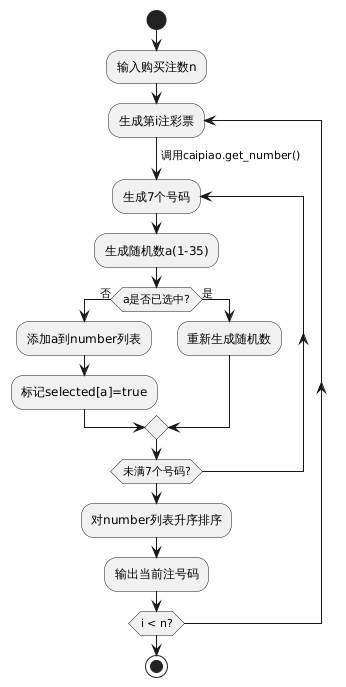 输入购买注数n
生成第i注彩票
调用caipiao.get_number()
生成7个号码
生成随机数a(1-35)
否
a是否已选中?
是
添加a到number列表
重新生成随机数
标记selected[a]=true
未满7个号码?
对number列表升序排序
输出当前注号码
i < n?